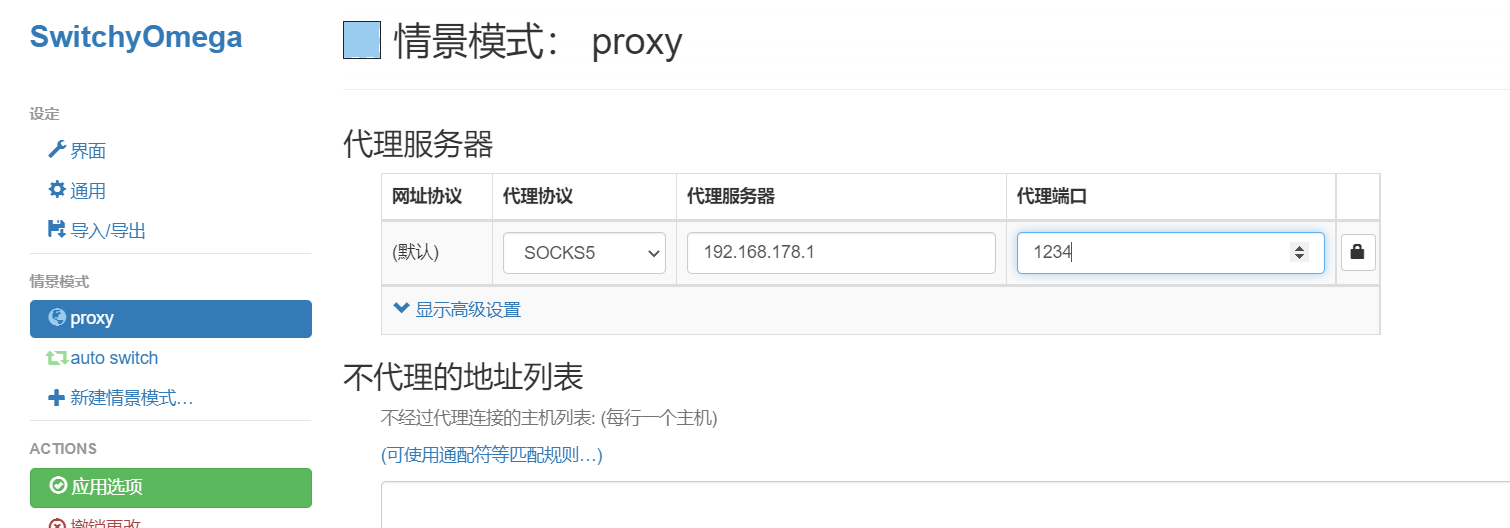 SwitchyOmega
设定
界面
通用
导入/导出
情景模式
proxy
auto switch
新建情景模式…
ACTIONS
应用选项
撤销更改
情景模式： proxy
代理服务器
网址协议 代理协议 代理服务器 代理端口
(默认) SOCKS5 192.168.178.1 1234
显示高级设置
不代理的地址列表
不经过代理连接的主机列表: (每行一个主机)
(可使用通配符等匹配规则…)